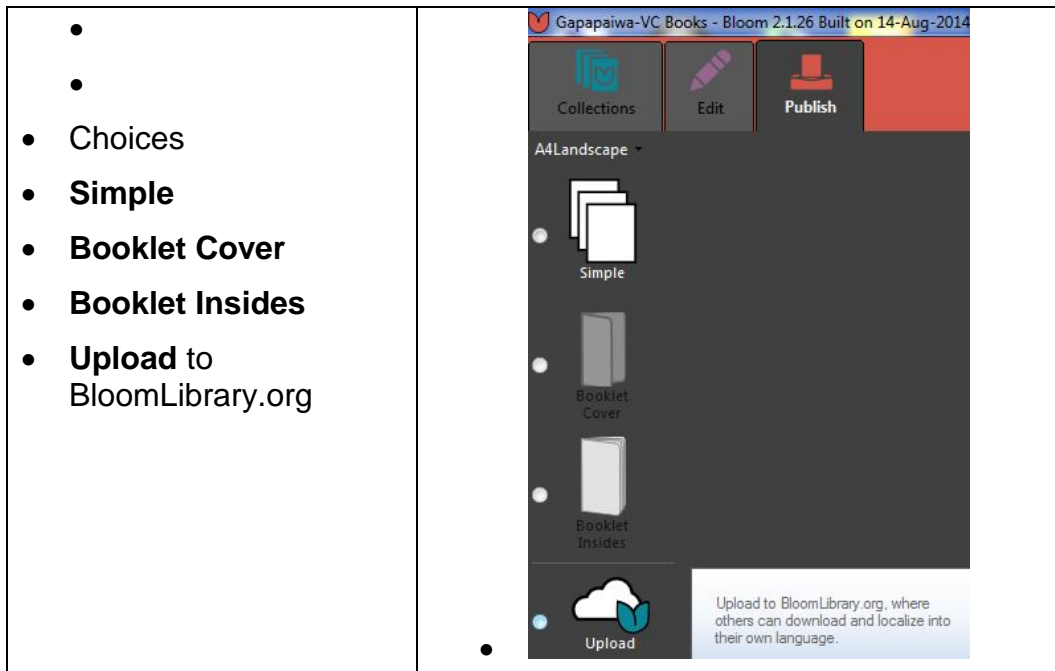 Choices
Simple
Booklet Cover
Booklet Insides
Upload to
BloomLibrary.org
Gapapaiwa-VC Books - Bloom 2.1.26 Built on 14-Aug-2014
Collections
Edit
Publish
A4Landscape
Simple
Booklet
Cover
Booklet
Insides
Upload
Upload to BloomLibrary.org, where
others can download and localize into
their own language.